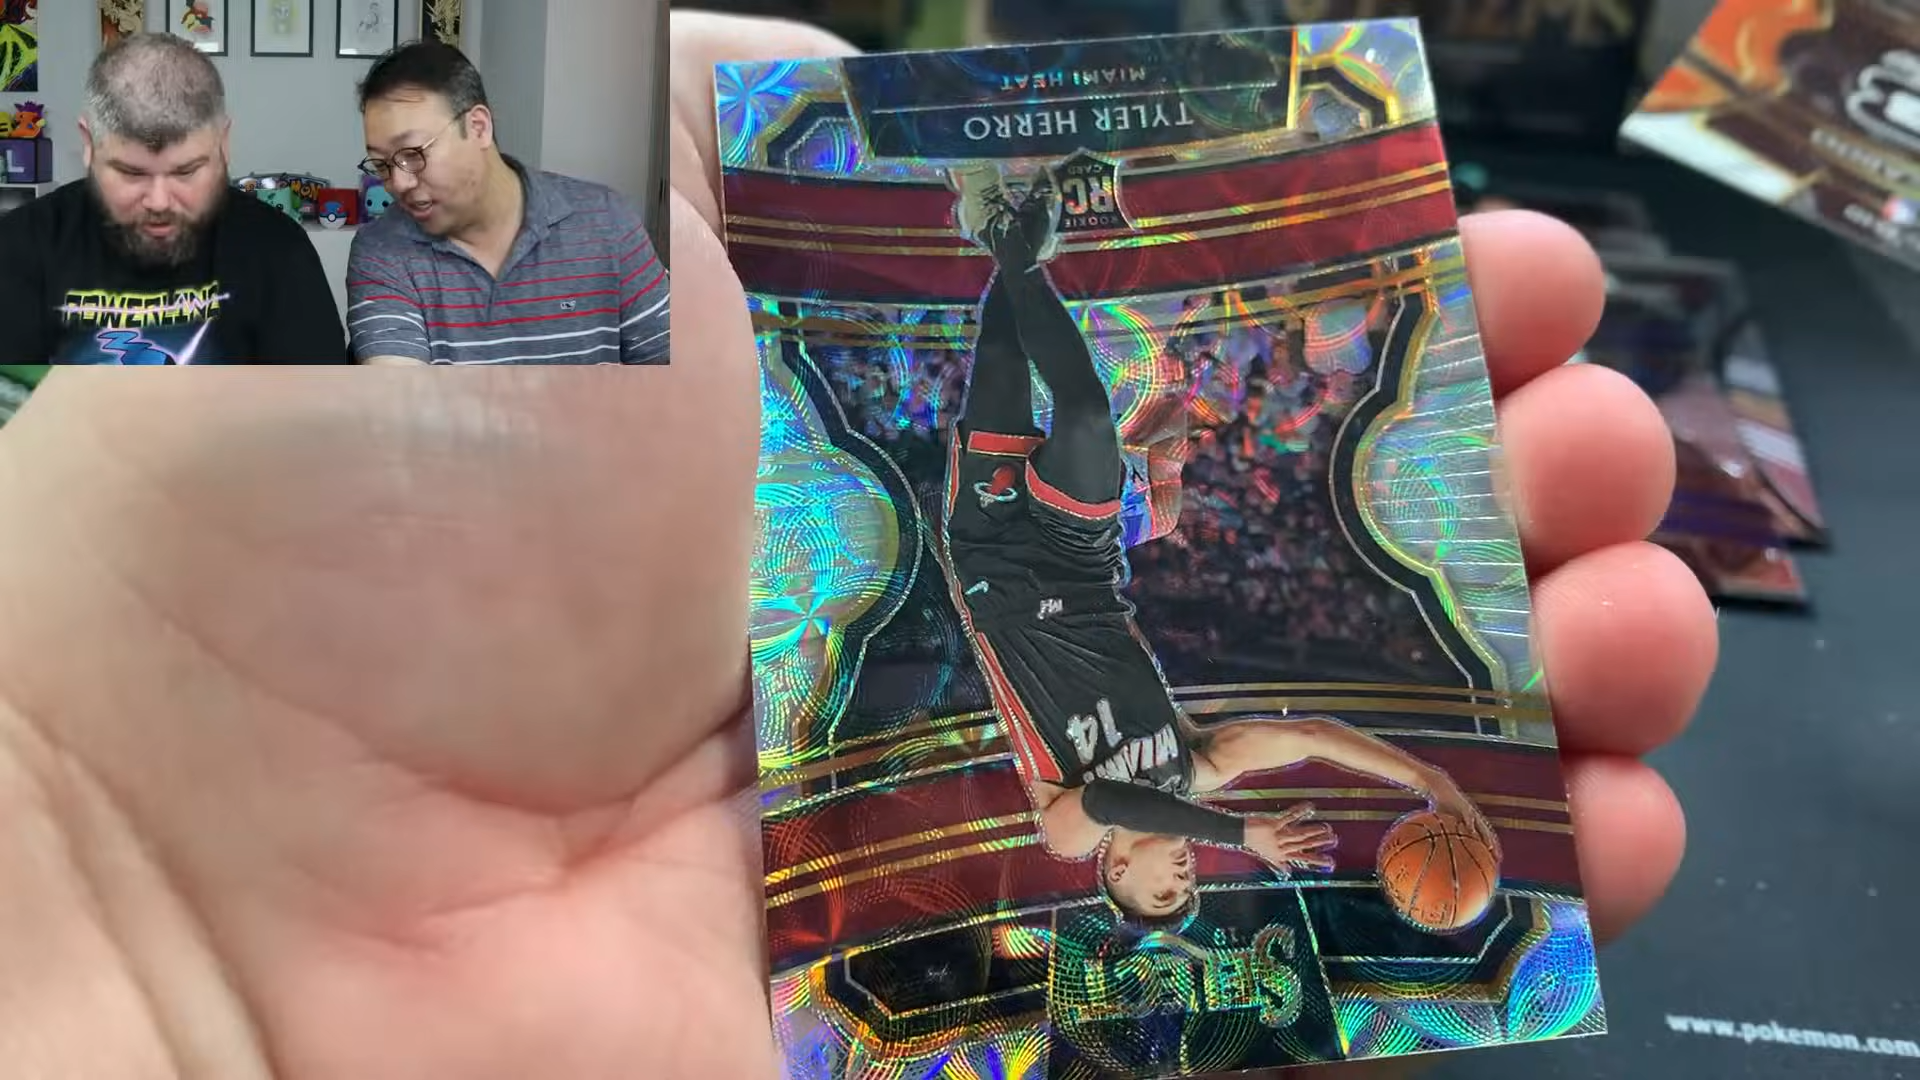 MIAMI HEAT
TYLER HERRO
RC
ROOKIE
CARD
POWERLANE
MIAMI
14
SELECT
www.pokemon.com